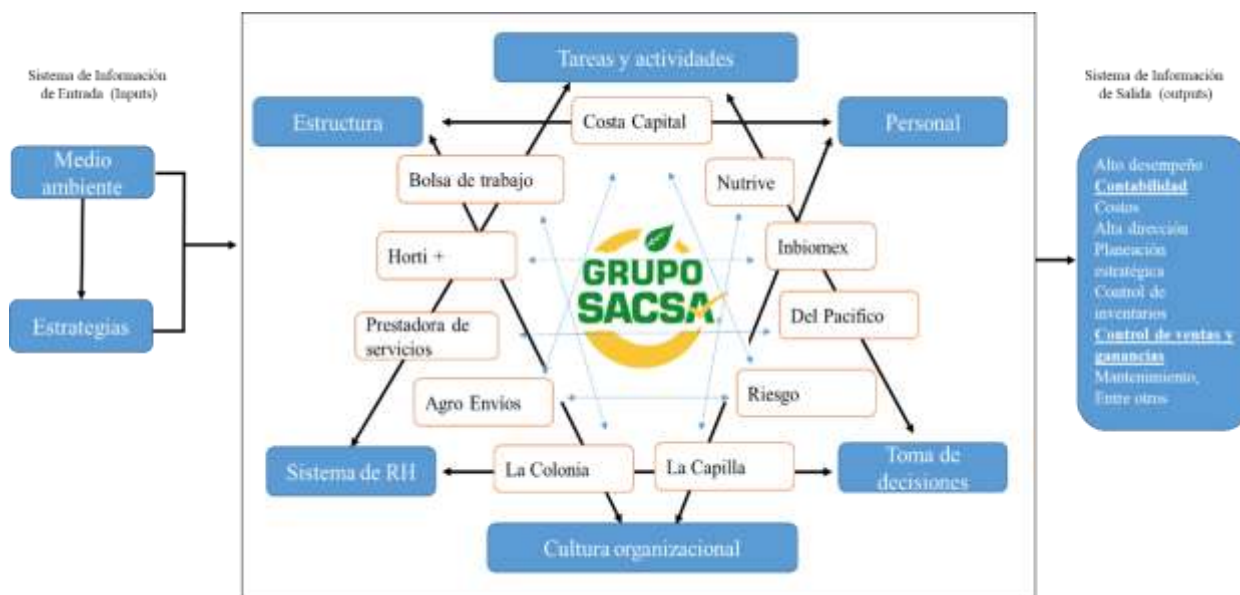 Sistema de Información
de Entrada (Inputs)
Medio
ambiente
Estrategias
Tareas y actividades
Estructura
Costa Capital
Personal
Bolsa de trabajo
Nutrive
Horti +
Inbiomex
GRUPO
SACSA
Prestadora de
servicios
Del Pacifico
Agro Envios
Riesgo
Sistema de RH
La Colonia
La Capilla
Toma de
decisiones
Cultura organizacional
Sistema de Información
de Salida (outputs)
Alto desempeño
Contabilidad
Costos
Alta dirección
Planeación
estratégica
Control de
inventarios
Control de ventas y
ganancias
Mantenimiento,
Entre otros